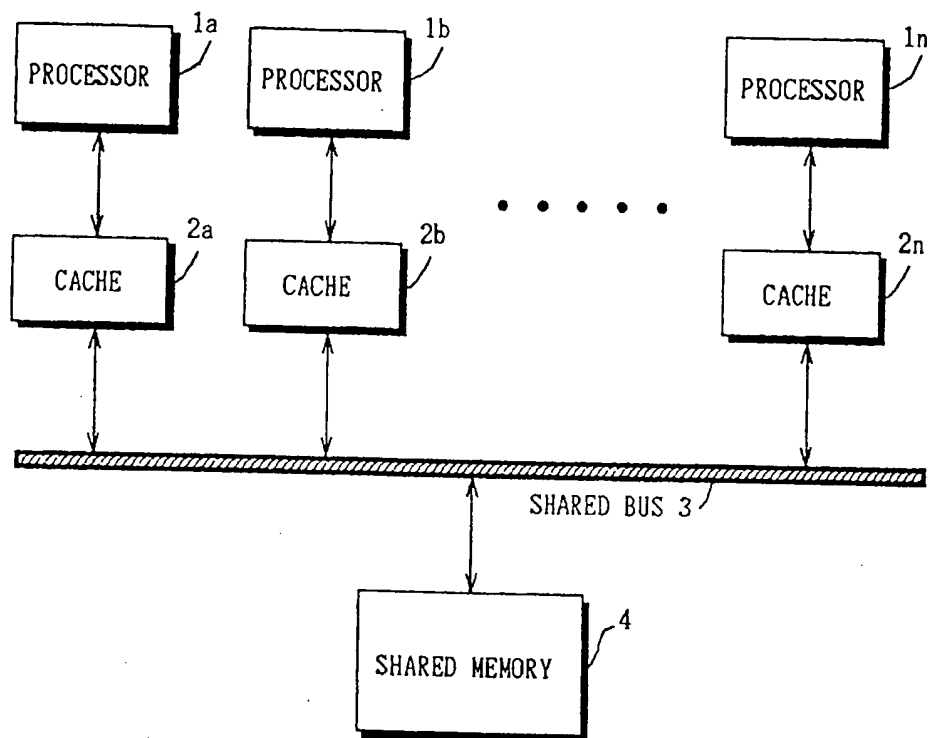 1a
1b
1n
PROCESSOR
PROCESSOR
PROCESSOR
2a
2b
2n
CACHE
CACHE
CACHE
SHARED BUS 3
4
SHARED MEMORY